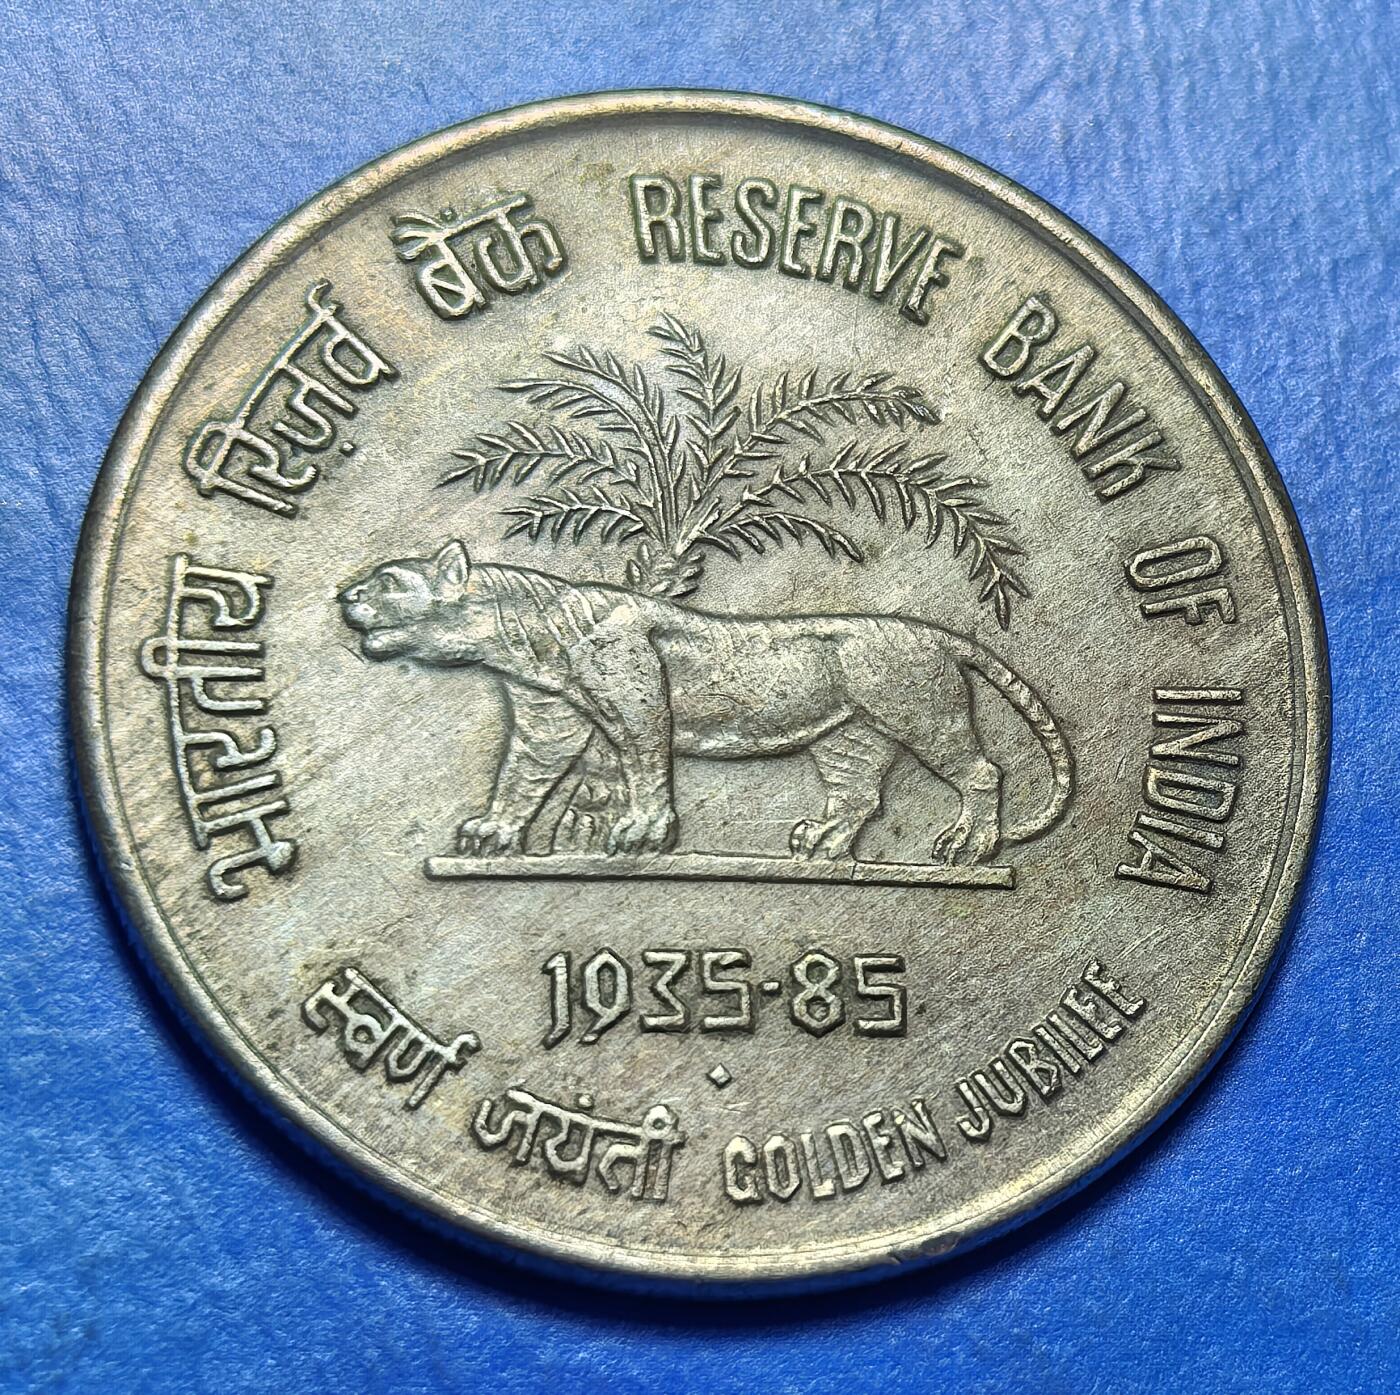 भारतीय रिज़र्व बैंक RESERVE BANK OF INDIA
1935·85
स्वर्ण जयंती GOLDEN JUBILEE